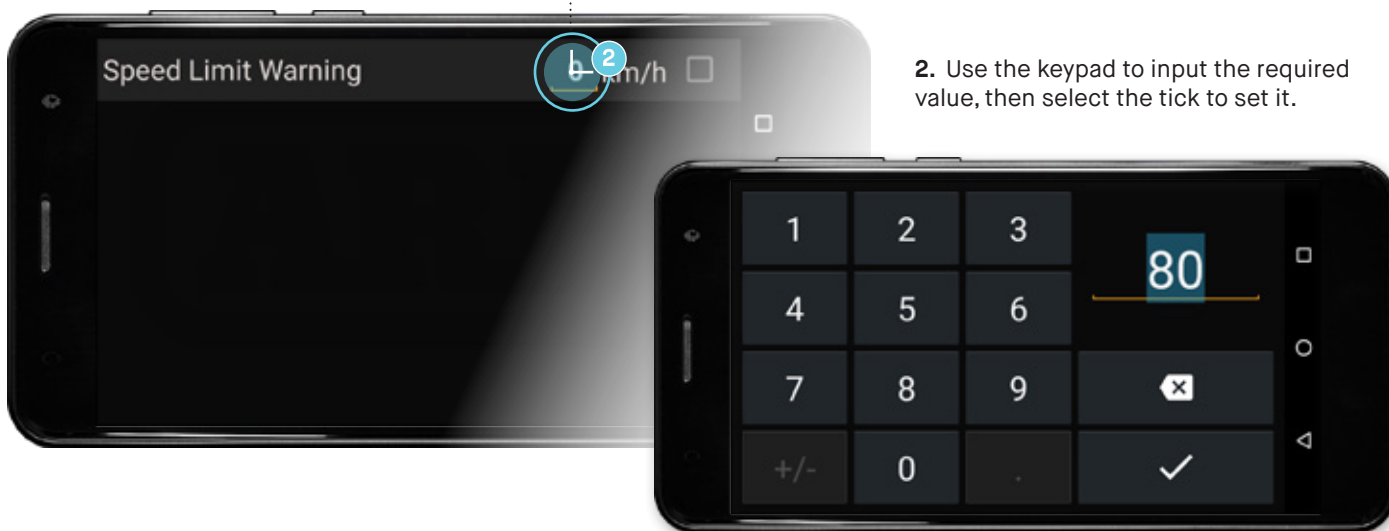 Speed Limit Warning 0 km/h
2
2. Use the keypad to input the required
value, then select the tick to set it.
1 2 3
80
4 5 6
7 8 9
+/- 0 .